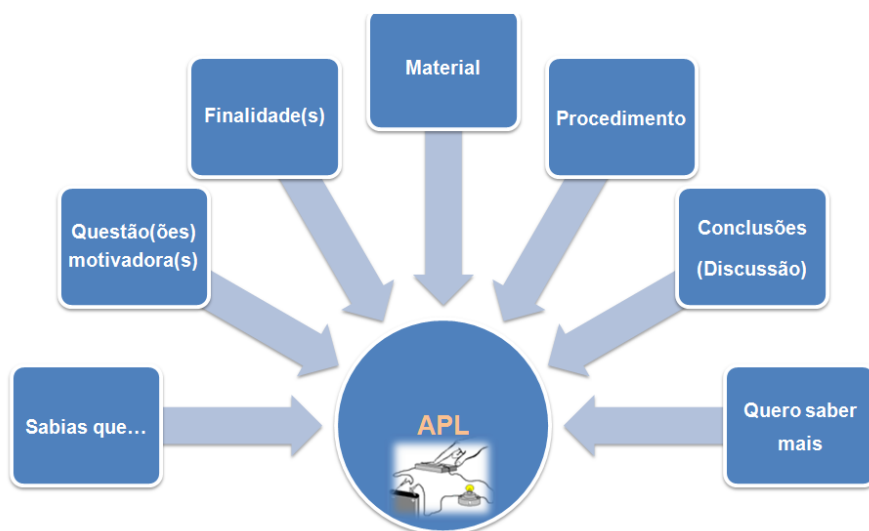 Sabias que…
Questão(ões)
motivadora(s)
Finalidade(s)
Material
Procedimento
Conclusões
(Discussão)
Quero saber
mais
APL